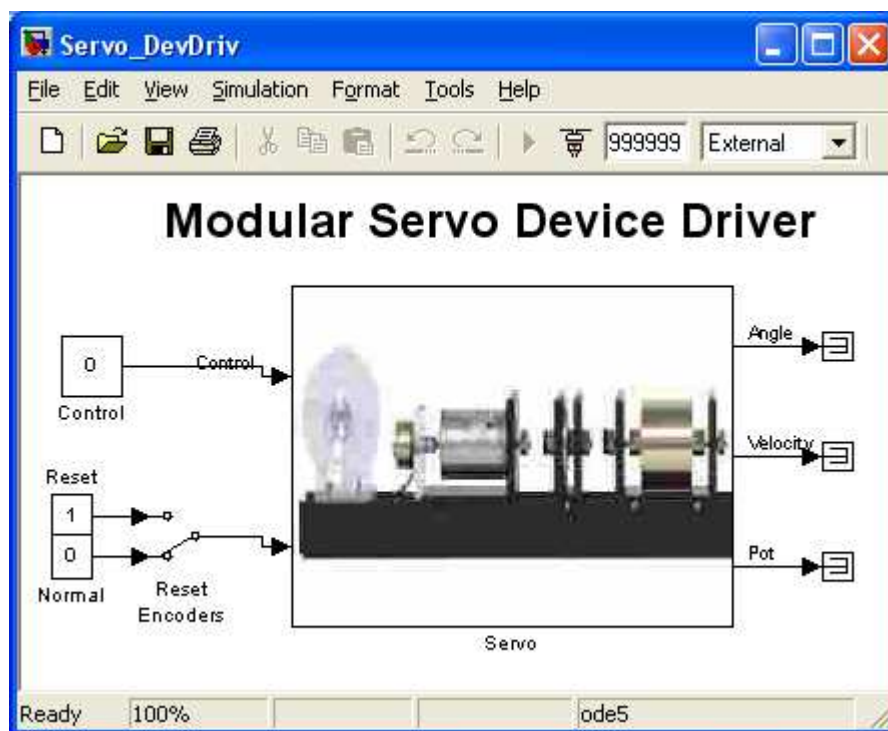 Servo_DevDriv
File Edit View Simulation Format Tools Help
999999 External
Modular Servo Device Driver
Angle
0
Control
Control
Velocity
Reset
1
0
Normal
Reset
Encoders
Pot
Servo
Ready 100% ode5